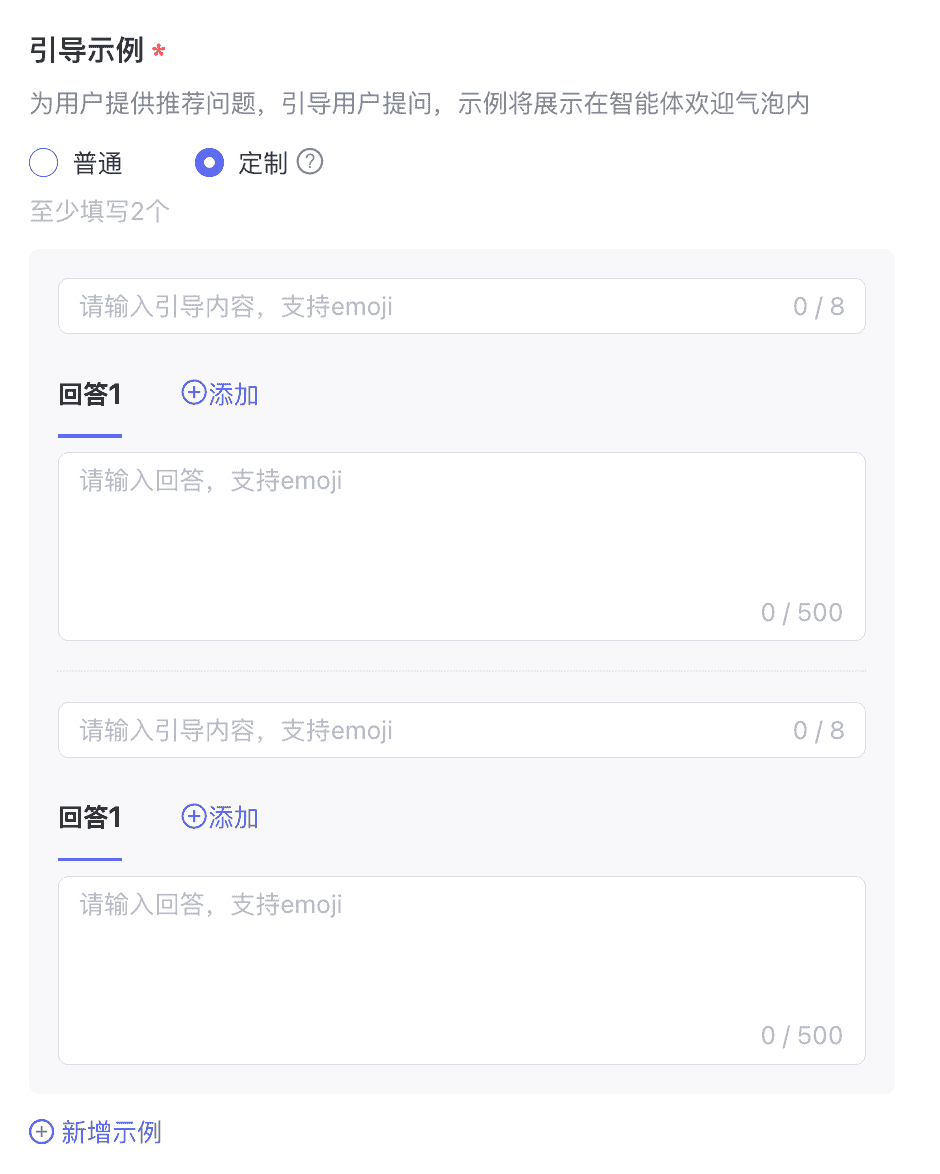 引导示例 *
为用户提供推荐问题，引导用户提问，示例将展示在智能体欢迎气泡内
普通 定制 ?
至少填写2个
请输入引导内容，支持emoji 0 / 8
回答1 添加
请输入回答，支持emoji
0 / 500
请输入引导内容，支持emoji 0 / 8
回答1 添加
请输入回答，支持emoji
0 / 500
新增示例